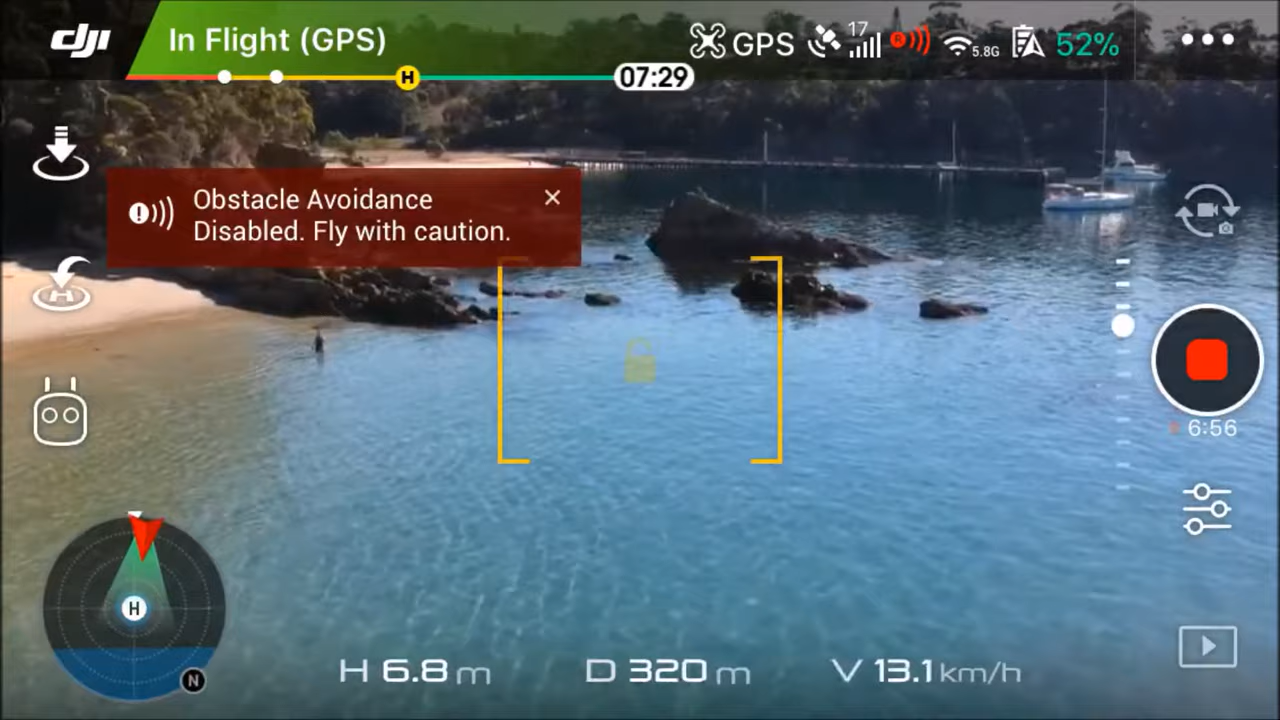 dji
In Flight (GPS)
GPS
17
R
5.8G
52%
H
07:29
Obstacle Avoidance
Disabled. Fly with caution.
H
6:56
H
N
H 6.8 m
D 320 m
V 13.1 km/h